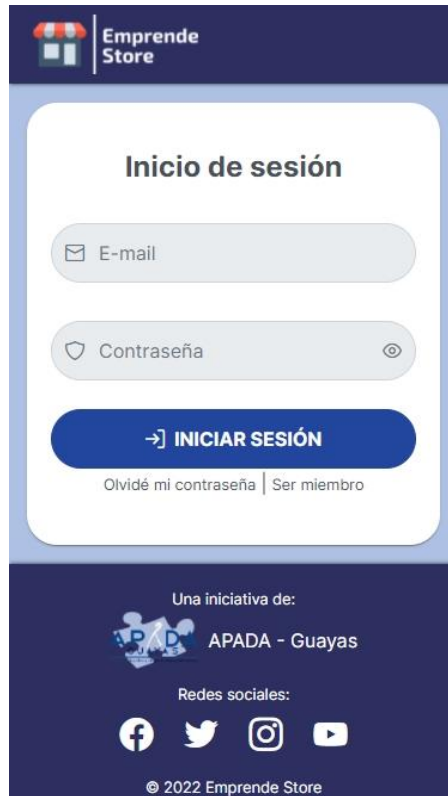 Emprende
Store
Inicio de sesión
E-mail
Contraseña
INICIAR SESIÓN
Olvidé mi contraseña | Ser miembro
Una iniciativa de:
APADA
APADA - Guayas
Redes sociales:
© 2022 Emprende Store